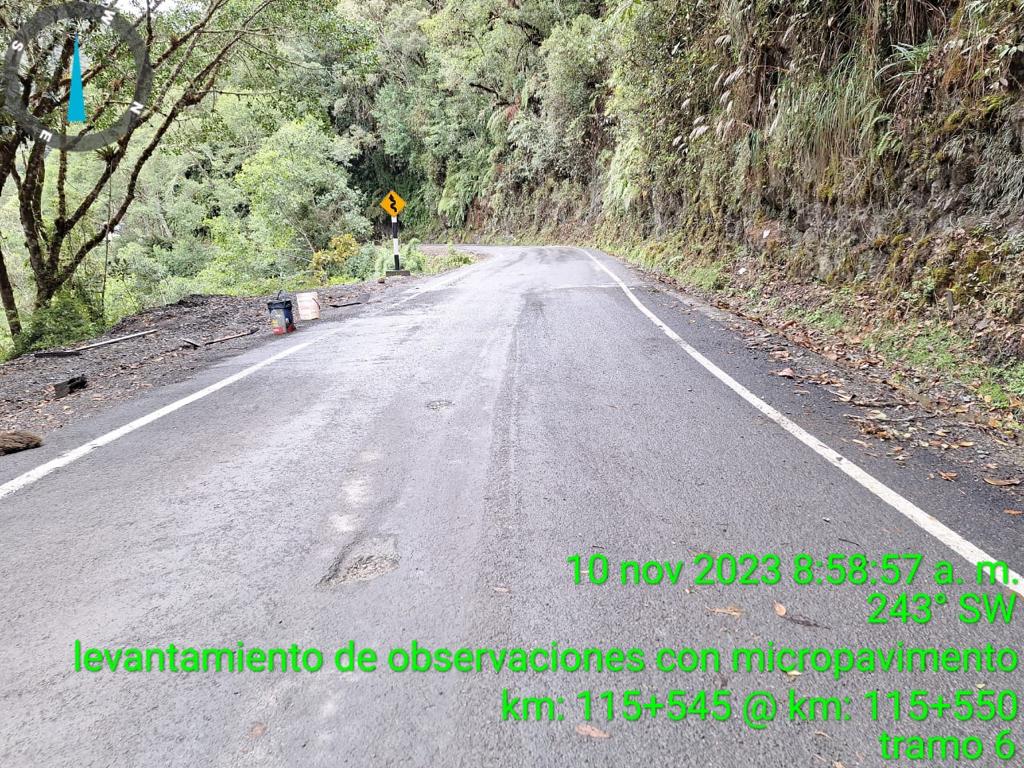 W
S
N
E
10 nov 2023 8:58:57 a. m.
243° SW
levantamiento de observaciones con micropavimento
km: 115+545 @ km: 115+550
tramo 6